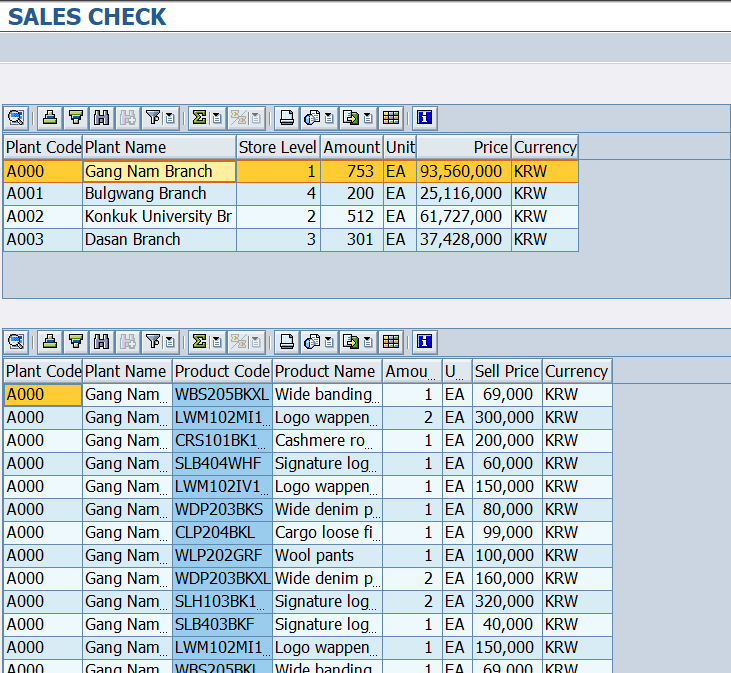 SALES CHECK
Plant Code Plant Name Store Level Amount Unit Price Currency
A000 Gang Nam Branch 1 753 EA 93,560,000 KRW
A001 Bulgwang Branch 4 200 EA 25,116,000 KRW
A002 Konkuk University Br 2 512 EA 61,727,000 KRW
A003 Dasan Branch 3 301 EA 37,428,000 KRW
Plant Code Plant Name Product Code Product Name Amou... U... Sell Price Currency
A000 Gang Nam... WBS205BKXL Wide banding... 1 EA 69,000 KRW
A000 Gang Nam... LWM102MI1... Logo wappen... 2 EA 300,000 KRW
A000 Gang Nam... CRS101BK1... Cashmere ro... 1 EA 200,000 KRW
A000 Gang Nam... SLB404WHF Signature log... 1 EA 60,000 KRW
A000 Gang Nam... LWM102IV1... Logo wappen... 1 EA 150,000 KRW
A000 Gang Nam... WDP203BKS Wide denim p... 1 EA 80,000 KRW
A000 Gang Nam... CLP204BKL Cargo loose fi... 1 EA 99,000 KRW
A000 Gang Nam... WLP202GRF Wool pants 1 EA 100,000 KRW
A000 Gang Nam... WDP203BKXL Wide denim p... 2 EA 160,000 KRW
A000 Gang Nam... SLH103BK1... Signature log... 2 EA 320,000 KRW
A000 Gang Nam... SLB403BKF Signature log... 1 EA 40,000 KRW
A000 Gang Nam... LWM102MI1... Logo wappen... 1 EA 150,000 KRW
A000 Gang Nam... WBS205BKL Wide banding... 1 EA 69,000 KRW